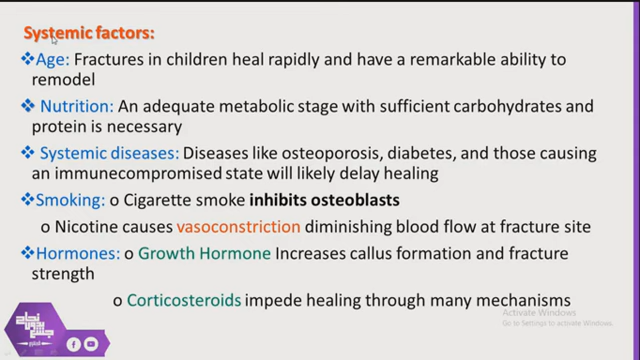 Systemic factors:
❖Age: Fractures in children heal rapidly and have a remarkable ability to
remodel
❖ Nutrition: An adequate metabolic stage with sufficient carbohydrates and
protein is necessary
❖ Systemic diseases: Diseases like osteoporosis, diabetes, and those causing
an immunecompromised state will likely delay healing
❖Smoking: o Cigarette smoke inhibits osteoblasts
o Nicotine causes vasoconstriction diminishing blood flow at fracture site
❖Hormones: o Growth Hormone Increases callus formation and fracture
strength
o Corticosteroids impede healing through many mechanisms
Activate Windows
Go to Settings to activate Windows.